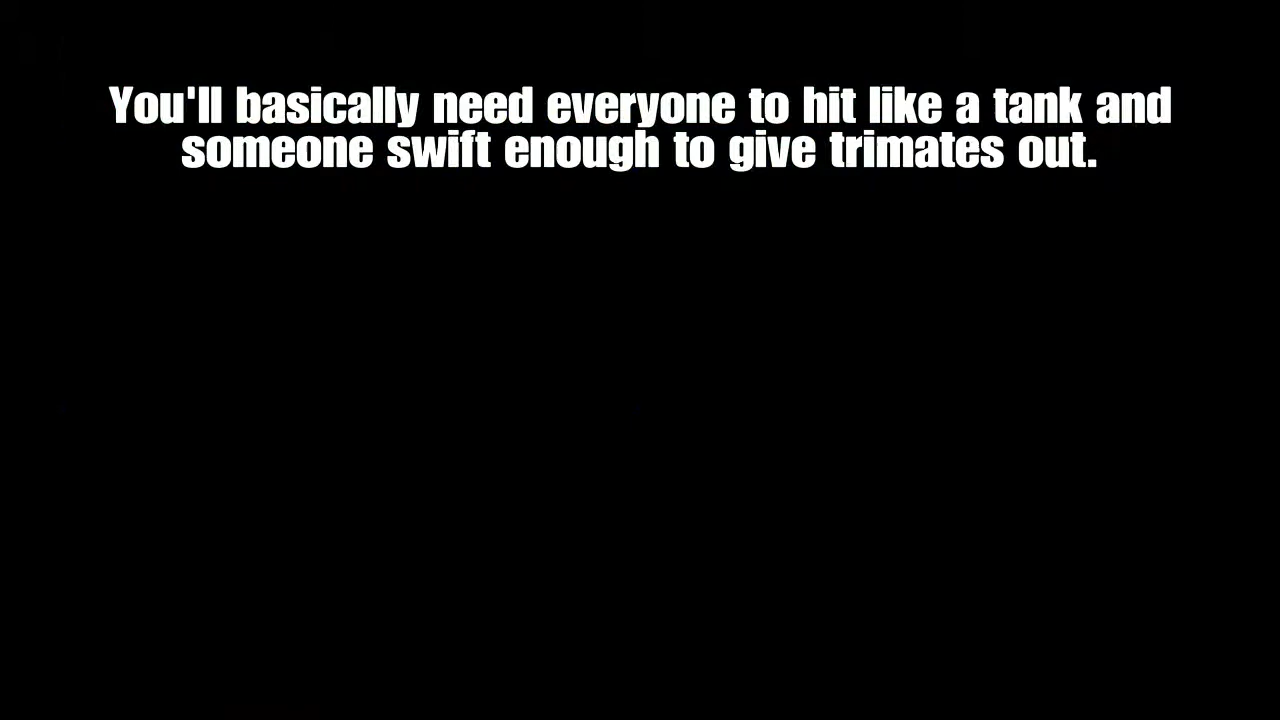 You'll basically need everyone to hit like a tank and
someone swift enough to give trimates out.